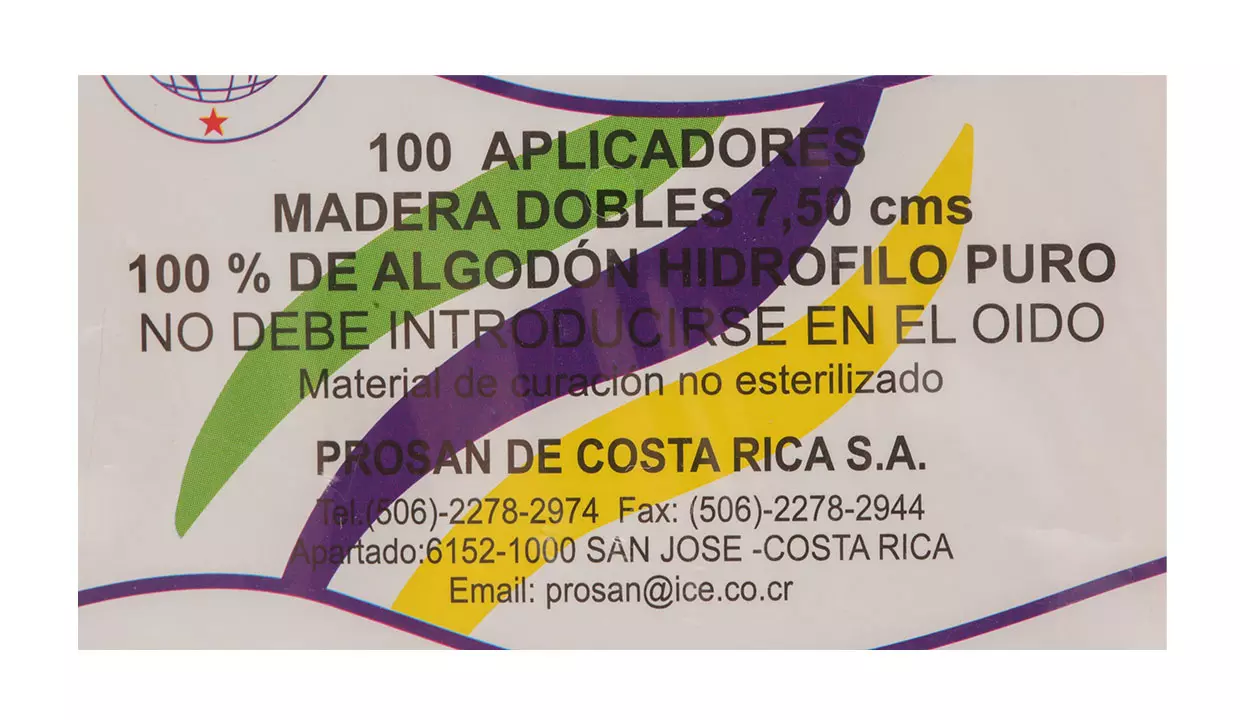 100 APLICADORES
MADERA DOBLES 7,50 cms
100 % DE ALGODÓN HIDROFILO PURO
NO DEBE INTRODUCIRSE EN EL OIDO
Material de curación no esterilizado
PROSAN DE COSTA RICA S.A.
Tel.(506)-2278-2974 Fax: (506)-2278-2944
Apartado:6152-1000 SAN JOSE -COSTA RICA
Email: prosan@ice.co.cr